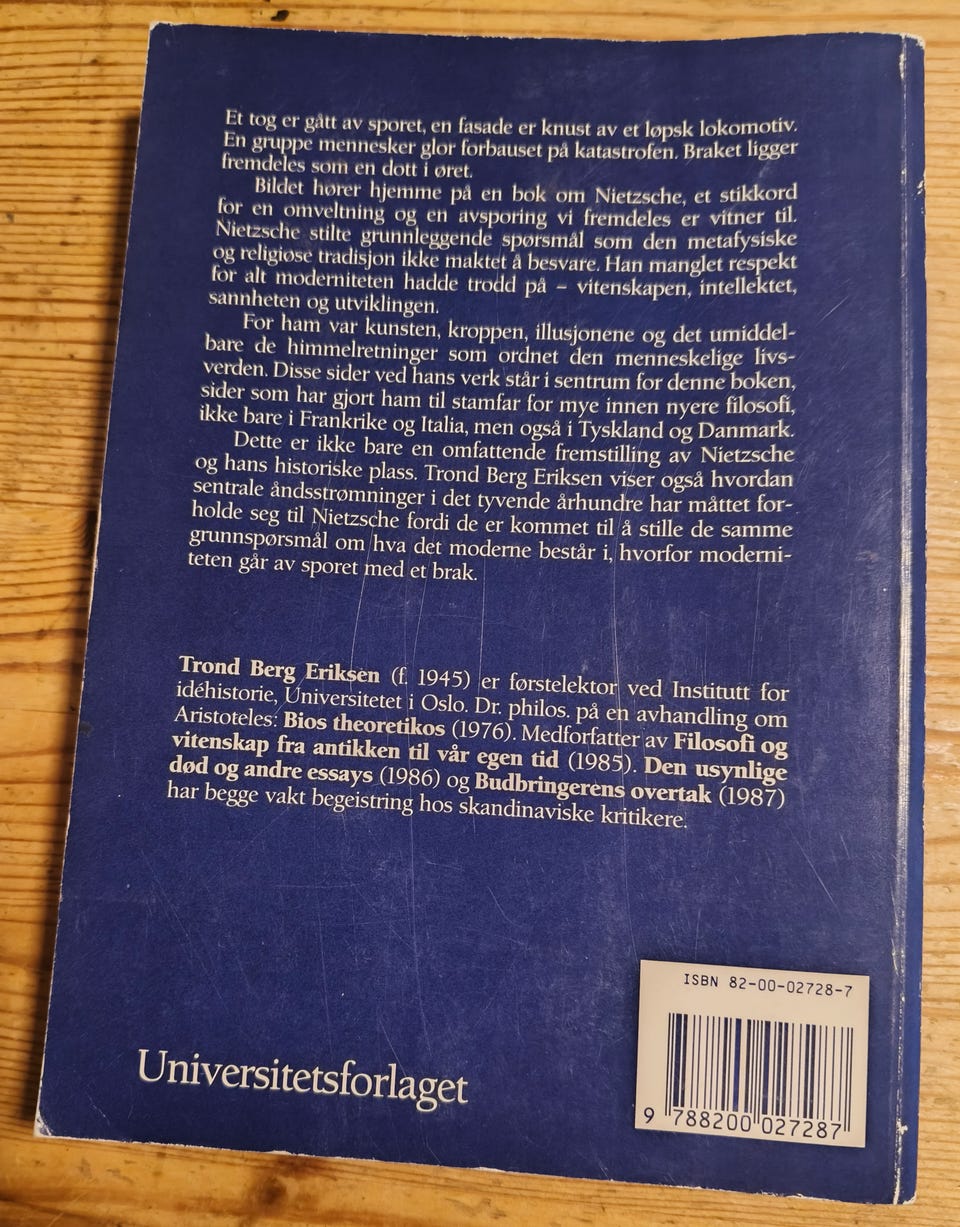 Et tog er gått av sporet, en fasade er knust av et løpsk lokomotiv.
En gruppe mennesker glor forbauset på katastrofen. Braket ligger
fremdeles som en dott i øret.
Bildet hører hjemme på en bok om Nietzsche, et stikkord
for en omveltning og en avsporing vi fremdeles er vitner til.
Nietzsche stilte grunnleggende spørsmål som den metafysiske
og religiøse tradisjon ikke maktet å besvare. Han manglet respekt
for alt moderniteten hadde trodd på – vitenskapen, intellektet,
sannheten og utviklingen.
For ham var kunsten, kroppen, illusjonene og det umiddel-
bare de himmelretninger som ordnet den menneskelige livs-
verden. Disse sider ved hans verk står i sentrum for denne boken,
sider som har gjort ham til stamfar for mye innen nyere filosofi,
ikke bare i Frankrike og Italia, men også i Tyskland og Danmark.
Dette er ikke bare en omfattende fremstilling av Nietzsche
og hans historiske plass. Trond Berg Eriksen viser også hvordan
sentrale åndsstrømninger i det tyvende århundre har måttet for-
holde seg til Nietzsche fordi de er kommet til å stille de samme
grunnspørsmål om hva det moderne består i, hvorfor moderni-
teten går av sporet med et brak.
Trond Berg Eriksen (f. 1945) er førstelektor ved Institutt for
idéhistorie, Universitetet i Oslo. Dr. philos. på en avhandling om
Aristoteles: Bios theoretikos (1976). Medforfatter av Filosofi og
vitenskap fra antikken til vår egen tid (1985). Den usynlige
død og andre essays (1986) og Budbringerens overtak (1987)
har begge vakt begeistring hos skandinaviske kritikere.
Universitetsforlaget
ISBN 82-00-02728-7
9 788200 027287